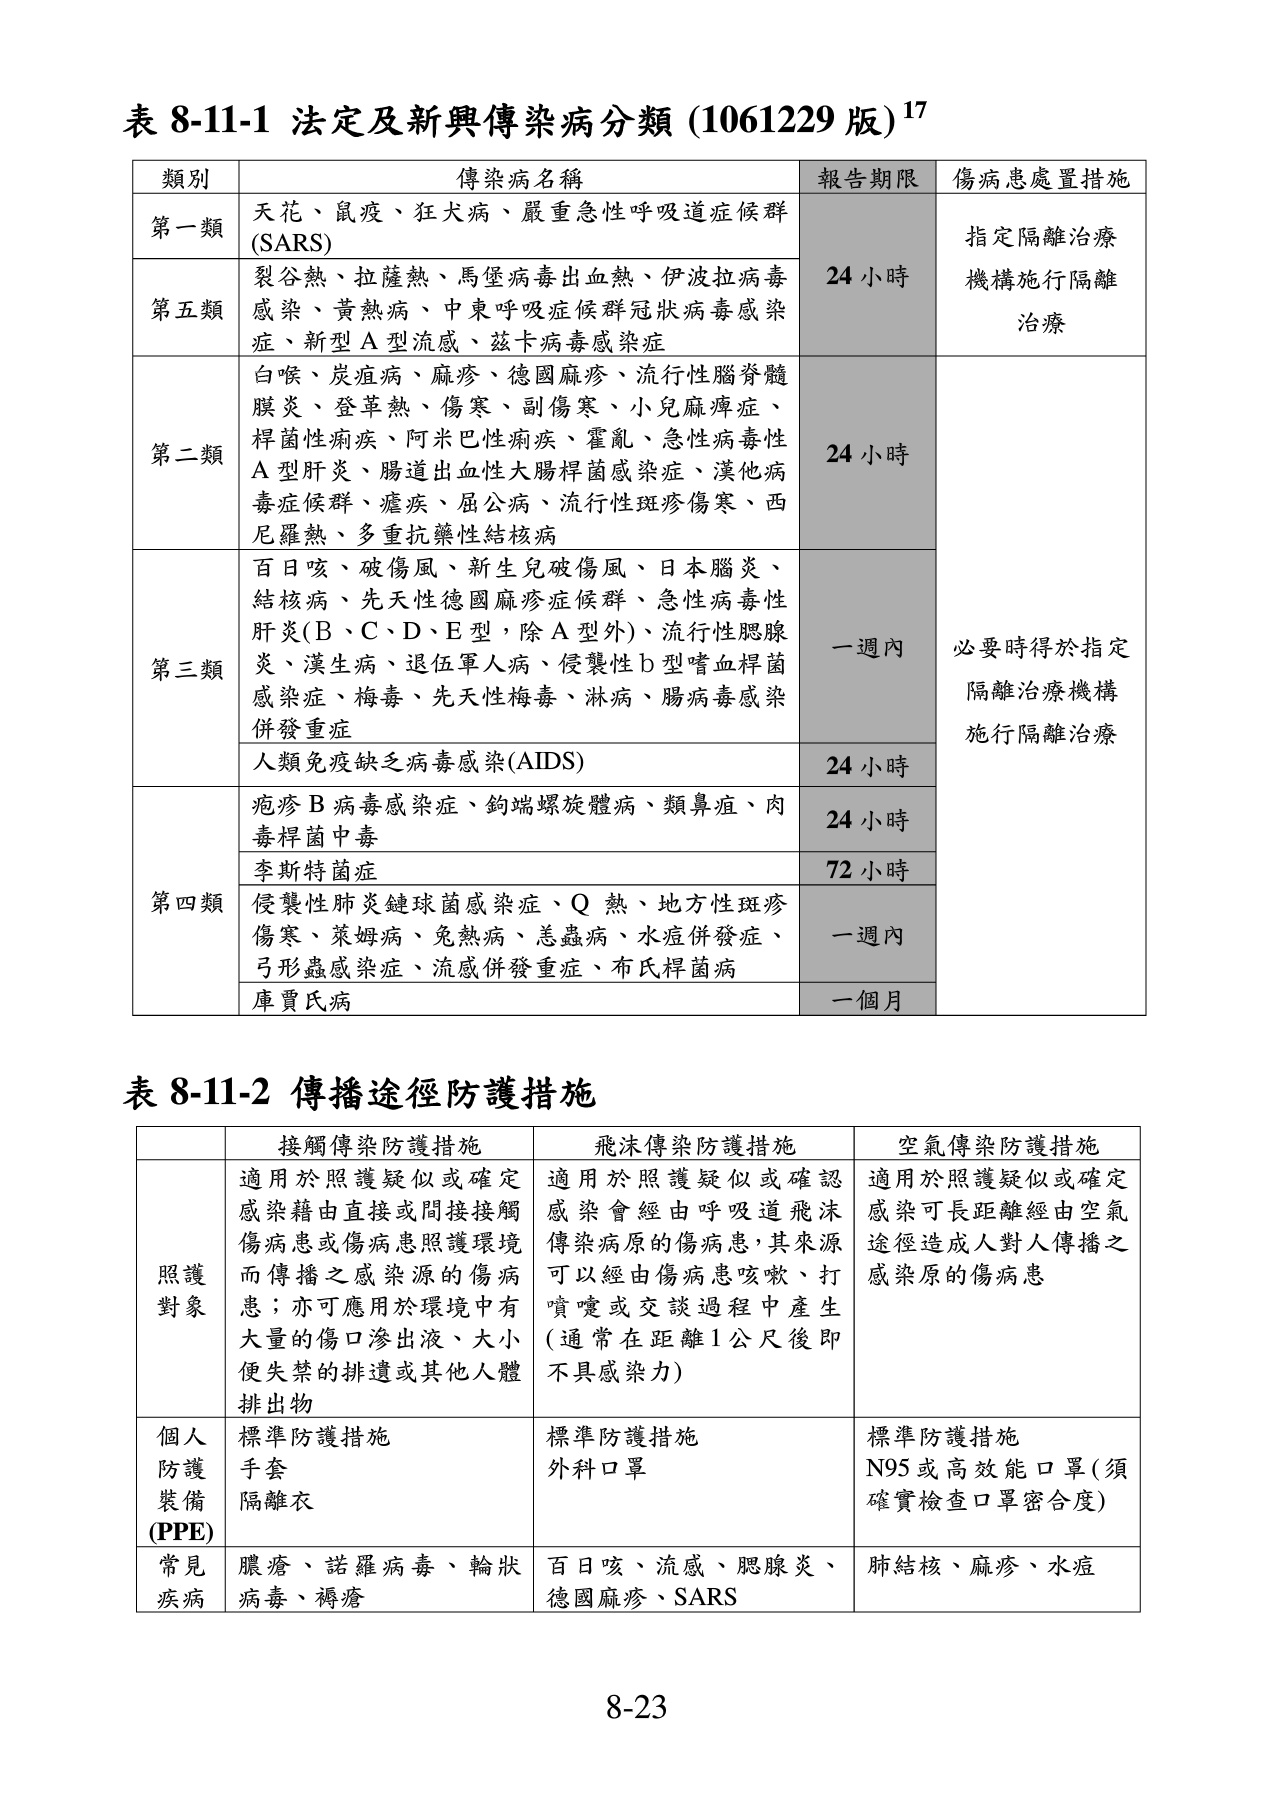 表 8-11-1 法定及新興傳染病分類 (1061229 版)17
類別 傳染病名稱 報告期限 傷病患處置措施
第一類
天花、鼠疫、狂犬病、嚴重急性呼吸道症候群
(SARS)
第五類
裂谷熱、拉薩熱、馬堡病毒出血熱、伊波拉病毒
感染、黃熱病、中東呼吸症候群冠狀病毒感染
症、新型 A 型流感、茲卡病毒感染症
24 小時
指定隔離治療
機構施行隔離
治療
第二類
白喉、炭疽病、麻疹、德國麻疹、流行性腦脊髓
膜炎、登革熱、傷寒、副傷寒、小兒麻痺症、
桿菌性痢疾、阿米巴性痢疾、霍亂、急性病毒性
A 型肝炎、腸道出血性大腸桿菌感染症、漢他病
毒症候群、瘧疾、屈公病、流行性斑疹傷寒、西
尼羅熱、多重抗藥性結核病
24 小時
第三類
百日咳、破傷風、新生兒破傷風、日本腦炎、
結核病、先天性德國麻疹症候群、急性病毒性
肝炎(B、C、D、E 型，除 A 型外)、流行性腮腺
炎、漢生病、退伍軍人病、侵襲性 b 型嗜血桿菌
感染症、梅毒、先天性梅毒、淋病、腸病毒感染
併發重症
一週內
人類免疫缺乏病毒感染(AIDS)
24 小時
必要時得於指定
隔離治療機構
施行隔離治療
第四類
疱疹 B 病毒感染症、鉤端螺旋體病、類鼻疽、肉
毒桿菌中毒
24 小時
李斯特菌症
72 小時
侵襲性肺炎鏈球菌感染症、Q 熱、地方性斑疹
傷寒、萊姆病、兔熱病、恙蟲病、水痘併發症、
弓形蟲感染症、流感併發重症、布氏桿菌病
一週內
庫賈氏病
一個月
表 8-11-2 傳播途徑防護措施
接觸傳染防護措施 飛沫傳染防護措施 空氣傳染防護措施
照護
對象
適用於照護疑似或確定
感染藉由直接或間接接觸
傷病患或傷病患照護環境
而傳播之感染源的傷病
患；亦可應用於環境中有
大量的傷口滲出液、大小
便失禁的排遺或其他人體
排出物
適用於照護疑似或確認
感染會經由呼吸道飛沫
傳染病原的傷病患，其來源
可以經由傷病患咳嗽、打
噴嚏或交談過程中產生
(通常在距離 1 公尺後即
不具感染力)
適用於照護疑似或確定
感染可長距離經由空氣
途徑造成人對人傳播之
感染原的傷病患
個人
防護
裝備
(PPE)
標準防護措施
手套
隔離衣
標準防護措施
外科口罩
標準防護措施
N95 或高效能口罩(須
確實檢查口罩密合度)
常見
疾病
膿瘡、諾羅病毒、輪狀
病毒、褥瘡
百日咳、流感、腮腺炎、
德國麻疹、SARS
肺結核、麻疹、水痘
8-23